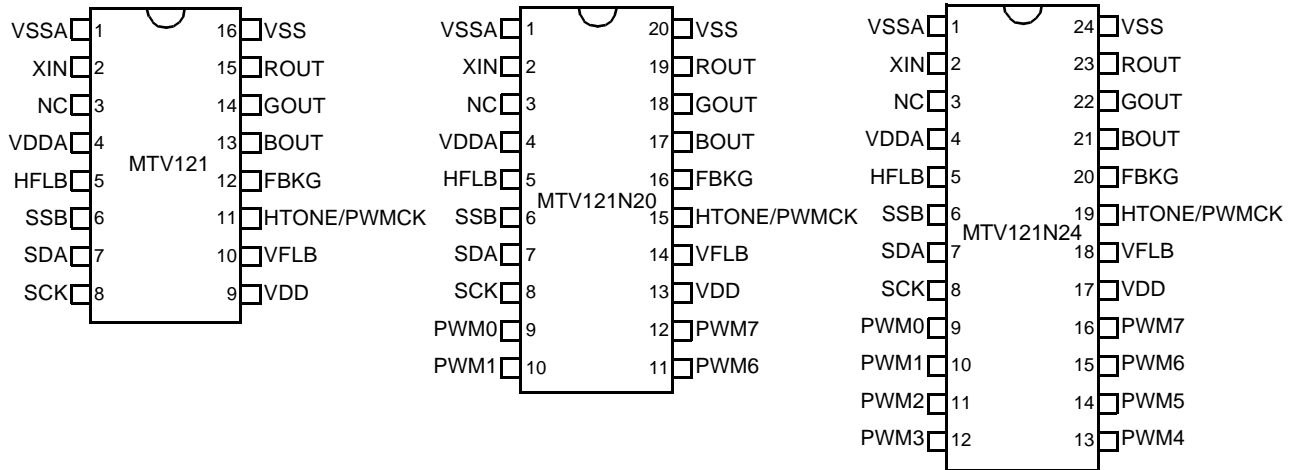 VSSA 1 16 VSS
XIN 2 15 ROUT
NC 3 14 GOUT
VDDA 4 13 BOUT
MTV121
HFLB 5 12 FBKG
SSB 6 11 HTONE/PWMCK
SDA 7 10 VFLB
SCK 8 9 VDD
VSSA 1 20 VSS
XIN 2 19 ROUT
NC 3 18 GOUT
VDDA 4 17 BOUT
HFLB 5 16 FBKG
MTV121N20
SSB 6 15 HTONE/PWMCK
SDA 7 14 VFLB
SCK 8 13 VDD
PWM0 9 12 PWM7
PWM1 10 11 PWM6
VSSA 1 24 VSS
XIN 2 23 ROUT
NC 3 22 GOUT
VDDA 4 21 BOUT
HFLB 5 20 FBKG
SSB 6 19 HTONE/PWMCK
MTV121N24
SDA 7 18 VFLB
SCK 8 17 VDD
PWM0 9 16 PWM7
PWM1 10 15 PWM6
PWM2 11 14 PWM5
PWM3 12 13 PWM4